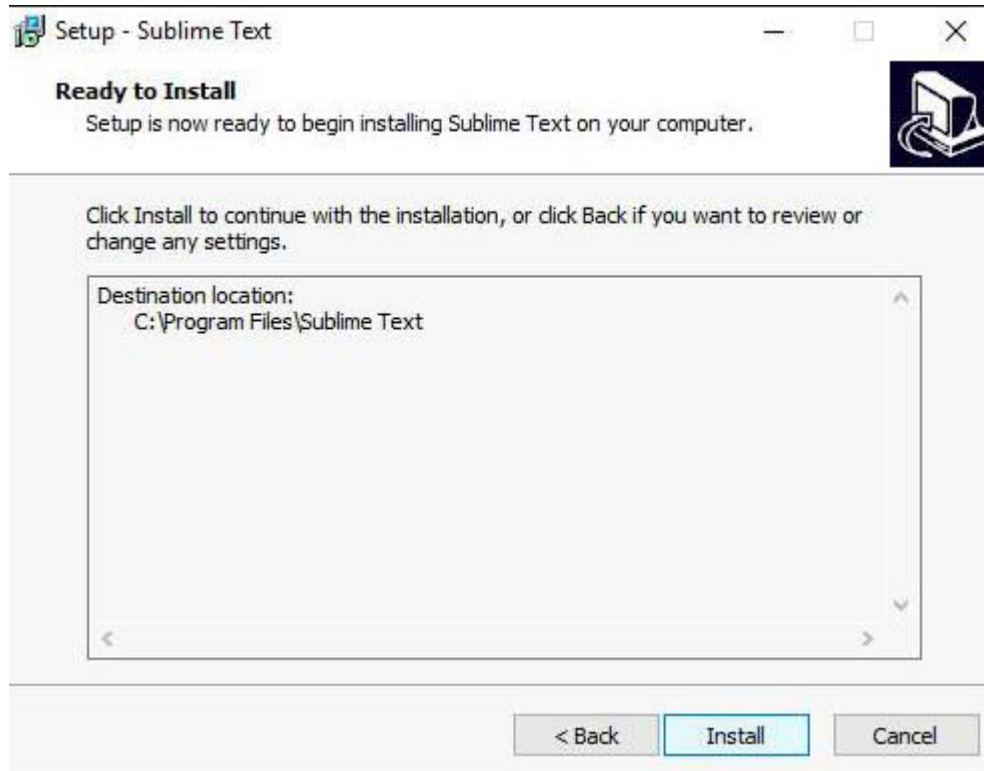 Setup - Sublime Text
Ready to Install
Setup is now ready to begin installing Sublime Text on your computer.
Click Install to continue with the installation, or click Back if you want to review or
change any settings.
Destination location:
C:\Program Files\Sublime Text
< Back Install Cancel